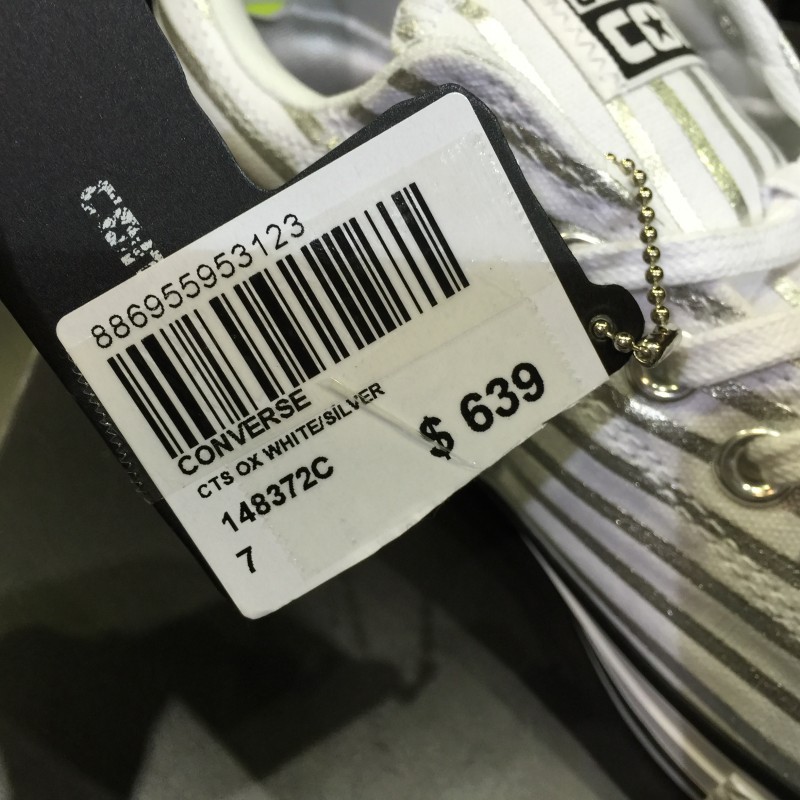 886955953123
CONVERSE
CTS OX WHITE/SILVER
148372C
7
$ 639